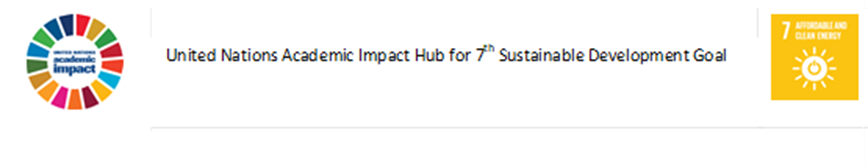 UNITED NATIONS
academic
impact
United Nations Academic Impact Hub for 7th Sustainable Development Goal
7 AFFORDABLE AND
CLEAN ENERGY